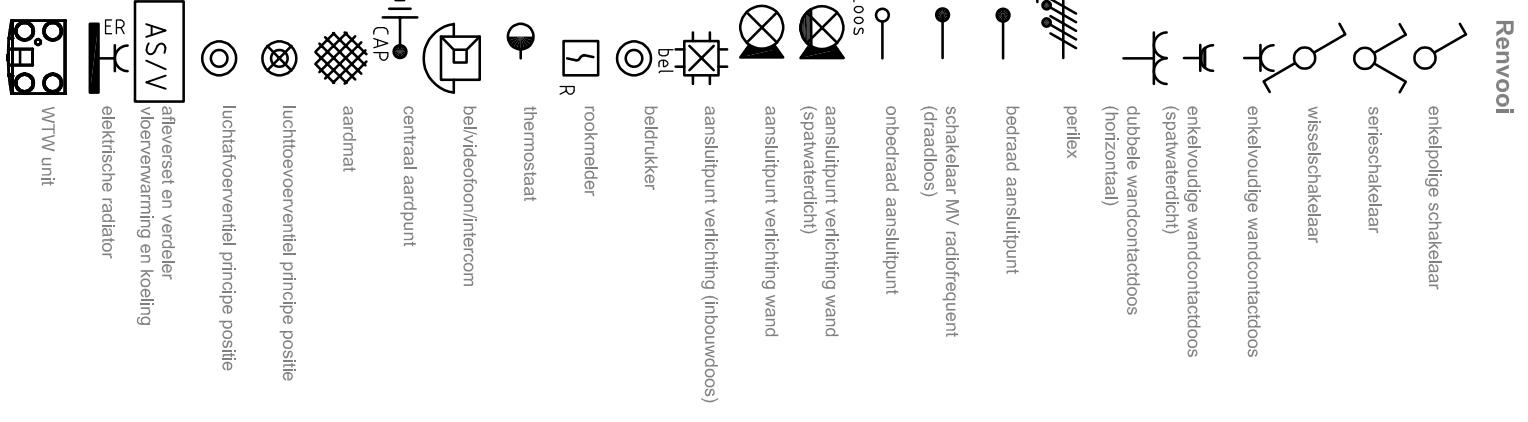 Renvooi
enkelpolige schakelaar
serieschakelaar
wisselschakelaar
enkelvoudige wandcontactdoos
enkelvoudige wandcontactdoos
(spatwaterdicht)
dubbele wandcontactdoos
(horizontaal)
perilex
bedraad aansluitpunt
schakelaar MV radiofrequent
(draadloos)
onbedraad aansluitpunt
aansluitpunt verlichting wand
(spatwaterdicht)
aansluitpunt verlichting wand
aansluitpunt verlichting (inbouwdoos)
bel
beldrukker
R
rookmelder
thermostaat
bel/videofoon/intercom
CAP
centraal aardpunt
aardmat
luchttoevoerventiel principe positie
luchtafvoerventiel principe positie
AS/V
afleverset en verdeler
vloerverwarming en koeling
ER
elektrische radiator
WTW unit